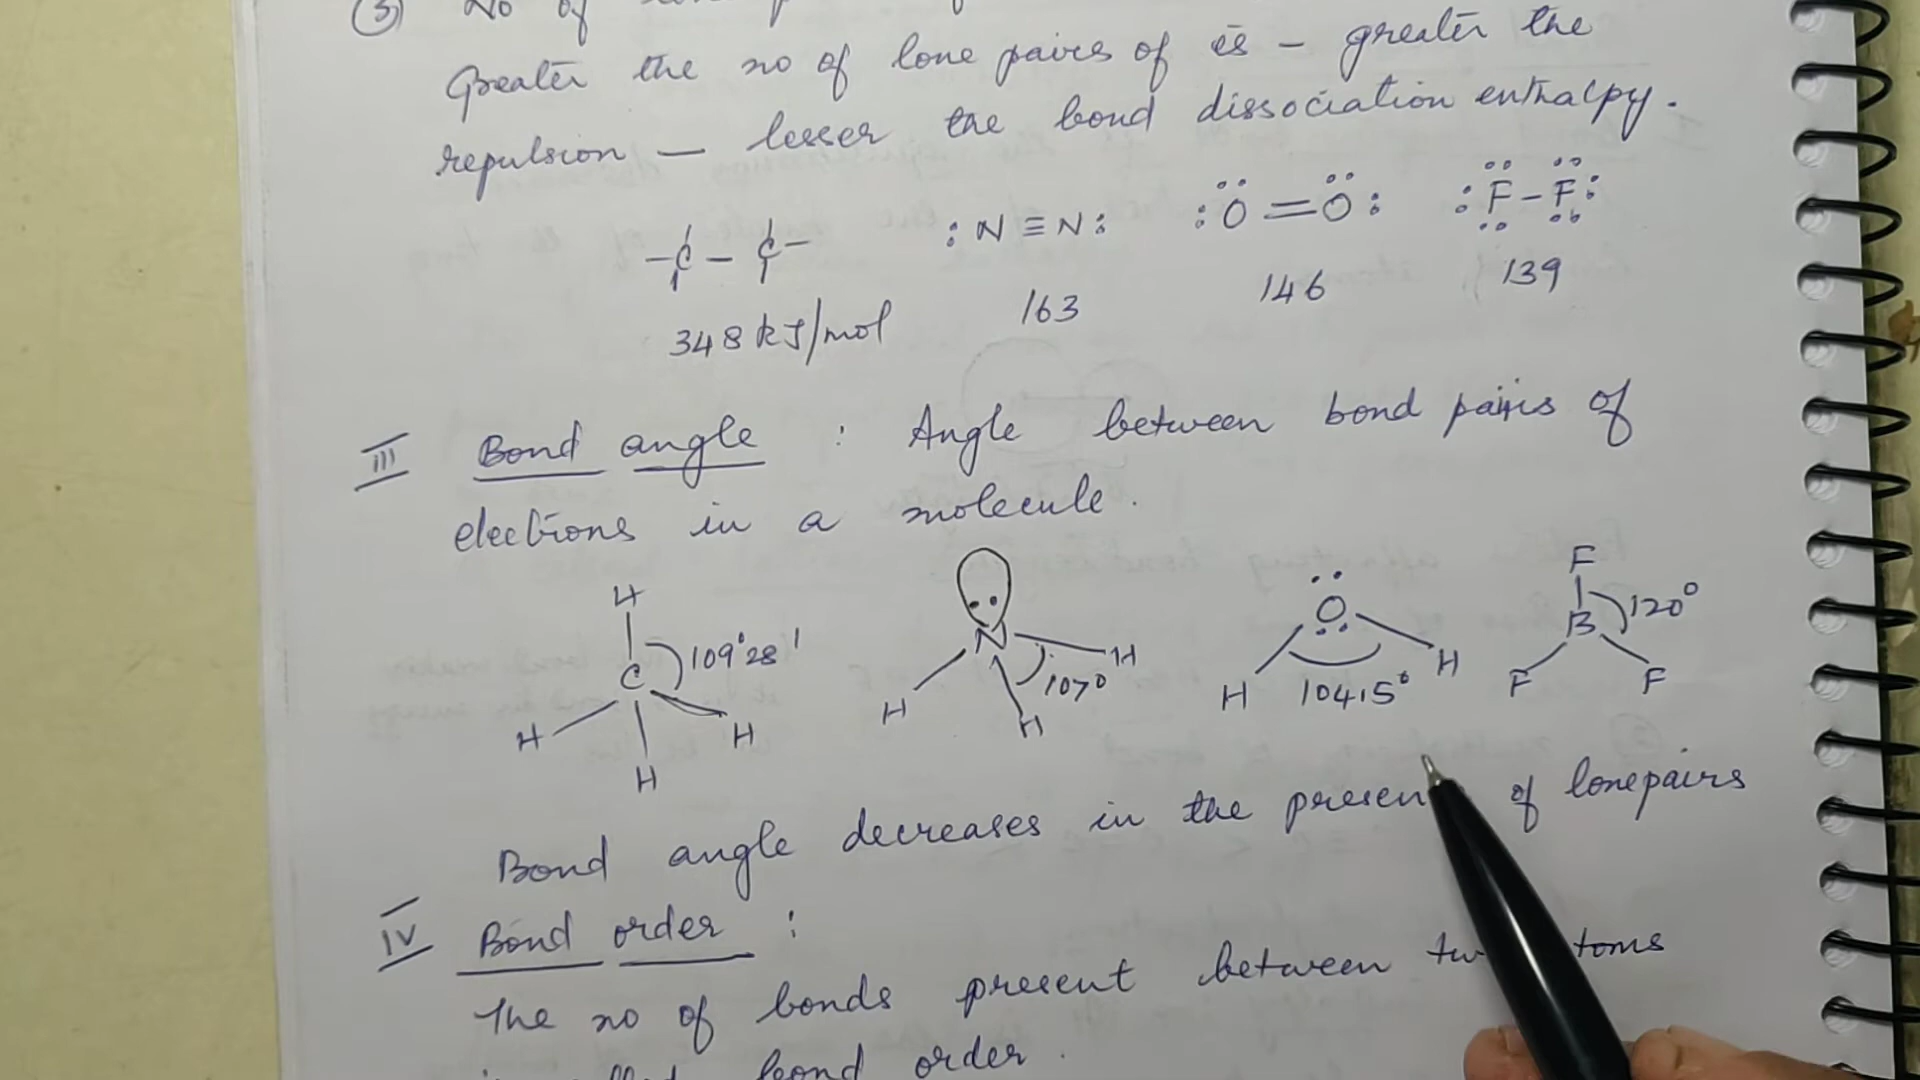 ③ No of
Greater the no of lone pairs of es – greater the
repulsion — lesser the bond dissociation enthalpy.
–C – C– :N≡N: :O=O: :F–F:
348 kJ/mol 163 146 139
III Bond angle : Angle between bond pairs of
electrons in a molecule.
H C H H H 109°28'
N H H H 107°
O H H 104.5°
F B F F 120°
Bond angle decreases in the presen of lonepairs
IV Bond order :
The no of bonds present between tw toms
bond order.